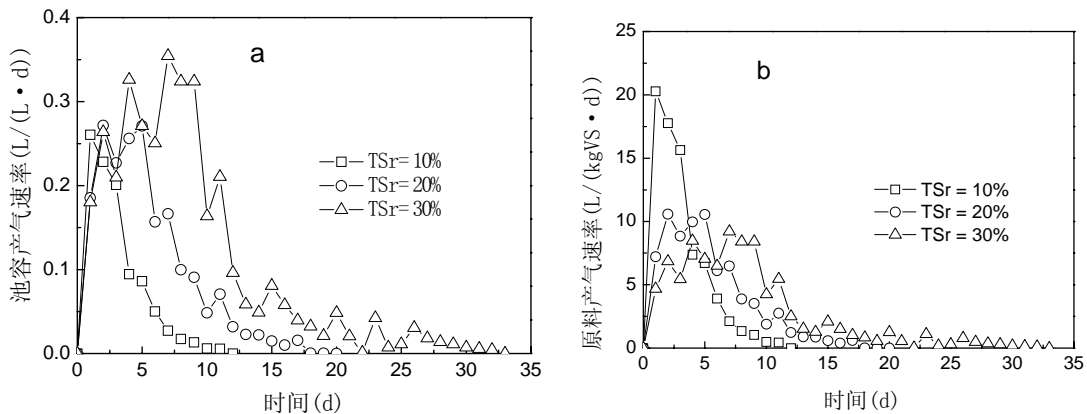 0.4
0.3
0.2
0.1
0.0
池容产气速率(L/(L·d))
a
TSr=10%
TSr=20%
TSr=30%
0 5 10 15 20 25 30 35
时间(d)
25
20
15
10
5
0
原料产气速率(L/(kgVS·d)
b
TSr = 10%
TSr = 20%
TSr = 30%
0 5 10 15 20 25 30 35
时间(d)